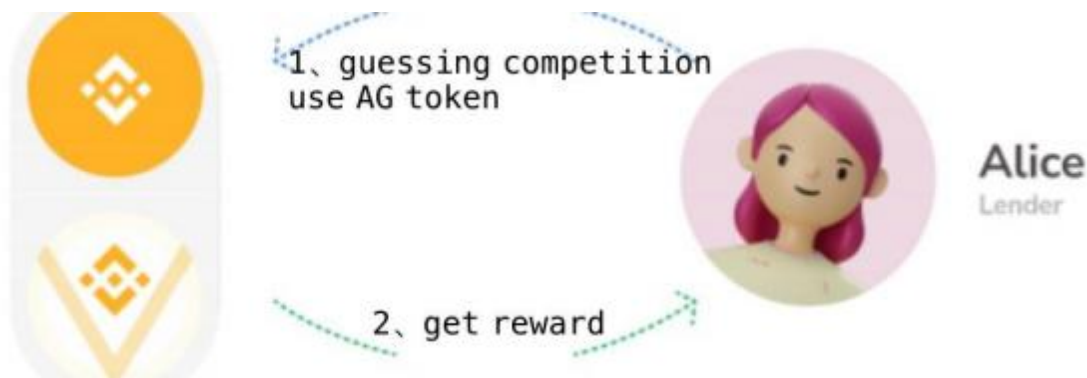 1、guessing competition
use AG token
Alice
Lender
2、get reward